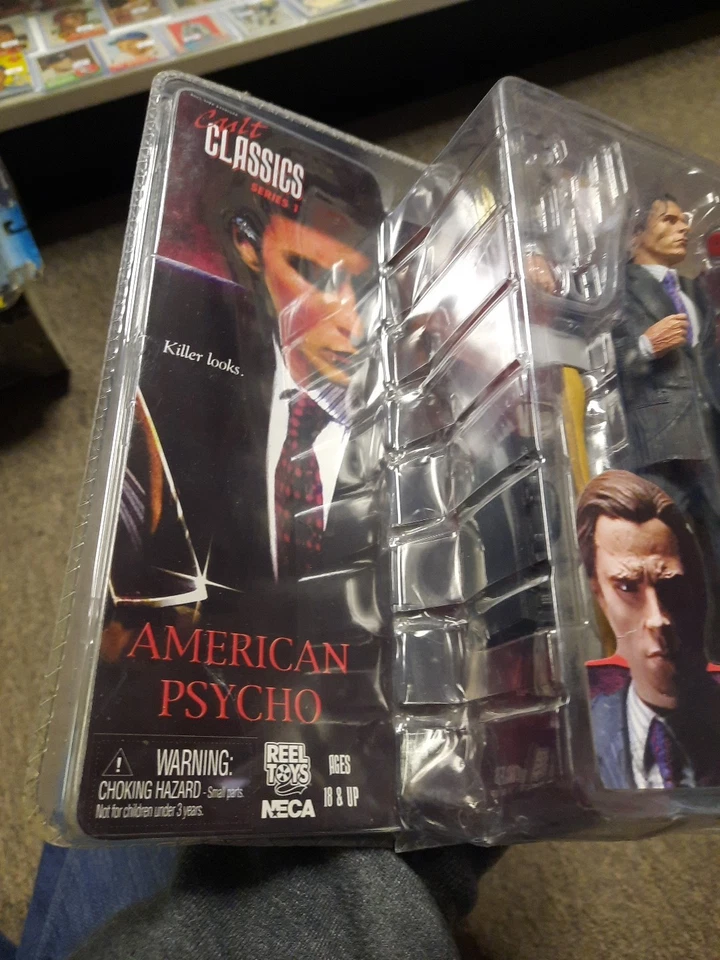 Cult
CLASSICS
SERIES 1
Killer looks.
AMERICAN
PSYCHO
WARNING:
CHOKING HAZARD - Small parts.
Not for children under 3 years.
REEL
TOYS
NECA
AGES
18 & UP